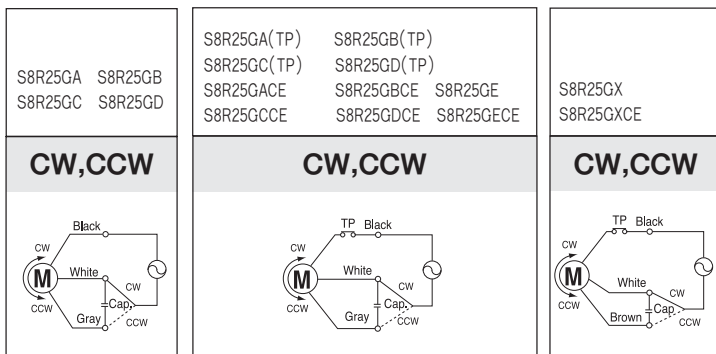 S8R25GA S8R25GB
S8R25GC S8R25GD
CW,CCW
Black
CW
M
White
CW
Cap.
CCW
Gray
CCW
S8R25GA(TP) S8R25GB(TP)
S8R25GC(TP) S8R25GD(TP)
S8R25GACE S8R25GBCE S8R25GE
S8R25GCCE S8R25GDCE S8R25GECE
CW,CCW
TP Black
CW
M
White
CW
Cap.
CCW
Gray
CCW
S8R25GX
S8R25GXCE
CW,CCW
TP Black
CW
M
White
CW
Cap.
CCW
Brown
CCW